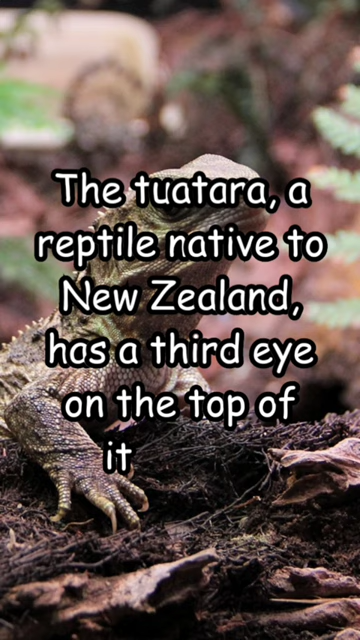 The tuatara, a
reptile native to
New Zealand,
has a third eye
on the top of
it